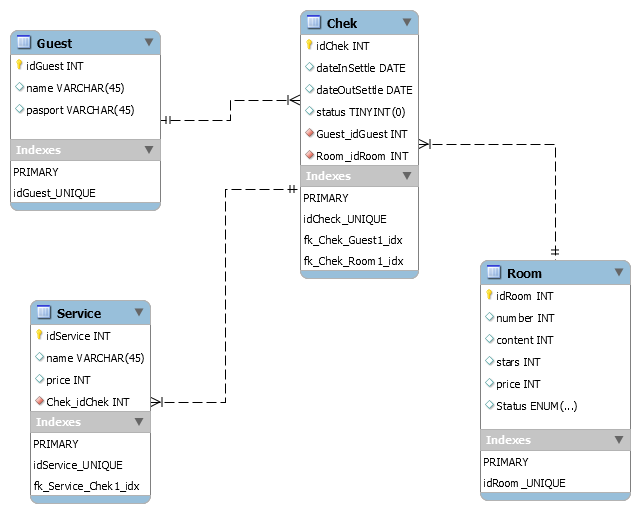 Guest
idGuest INT
name VARCHAR(45)
pasport VARCHAR(45)
Indexes
PRIMARY
idGuest_UNIQUE
Chek
idChek INT
dateInSettle DATE
dateOutSettle DATE
status TINYINT(0)
Guest_idGuest INT
Room_idRoom INT
Indexes
PRIMARY
idCheck_UNIQUE
fk_Chek_Guest1_idx
fk_Chek_Room1_idx
Service
idService INT
name VARCHAR(45)
price INT
Chek_idChek INT
Indexes
PRIMARY
idService_UNIQUE
fk_Service_Chek1_idx
Room
idRoom INT
number INT
content INT
stars INT
price INT
Status ENUM(...)
Indexes
PRIMARY
idRoom_UNIQUE